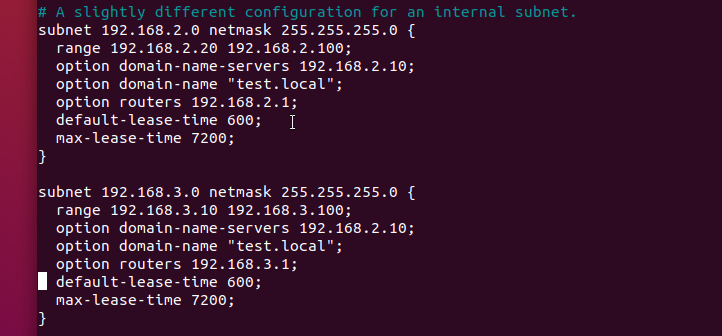 # A slightly different configuration for an internal subnet.
subnet 192.168.2.0 netmask 255.255.255.0 {
  range 192.168.2.20 192.168.2.100;
  option domain-name-servers 192.168.2.10;
  option domain-name "test.local";
  option routers 192.168.2.1;
  default-lease-time 600;
  max-lease-time 7200;
}

subnet 192.168.3.0 netmask 255.255.255.0 {
  range 192.168.3.10 192.168.3.100;
  option domain-name-servers 192.168.2.10;
  option domain-name "test.local";
  option routers 192.168.3.1;
  default-lease-time 600;
  max-lease-time 7200;
}